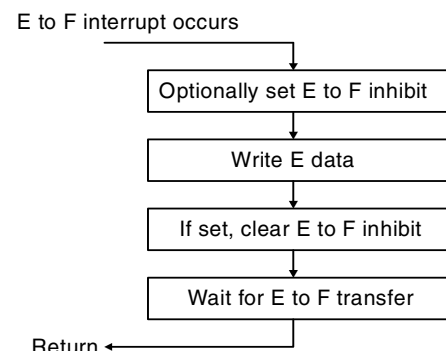 E to F interrupt occurs
Optionally set E to F inhibit
Write E data
If set, clear E to F inhibit
Wait for E to F transfer
Return